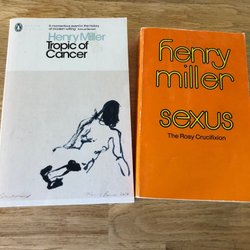 Henry Miller
Tropic of
Cancer
henry
miller
sexus
The Rosy Crucifixion